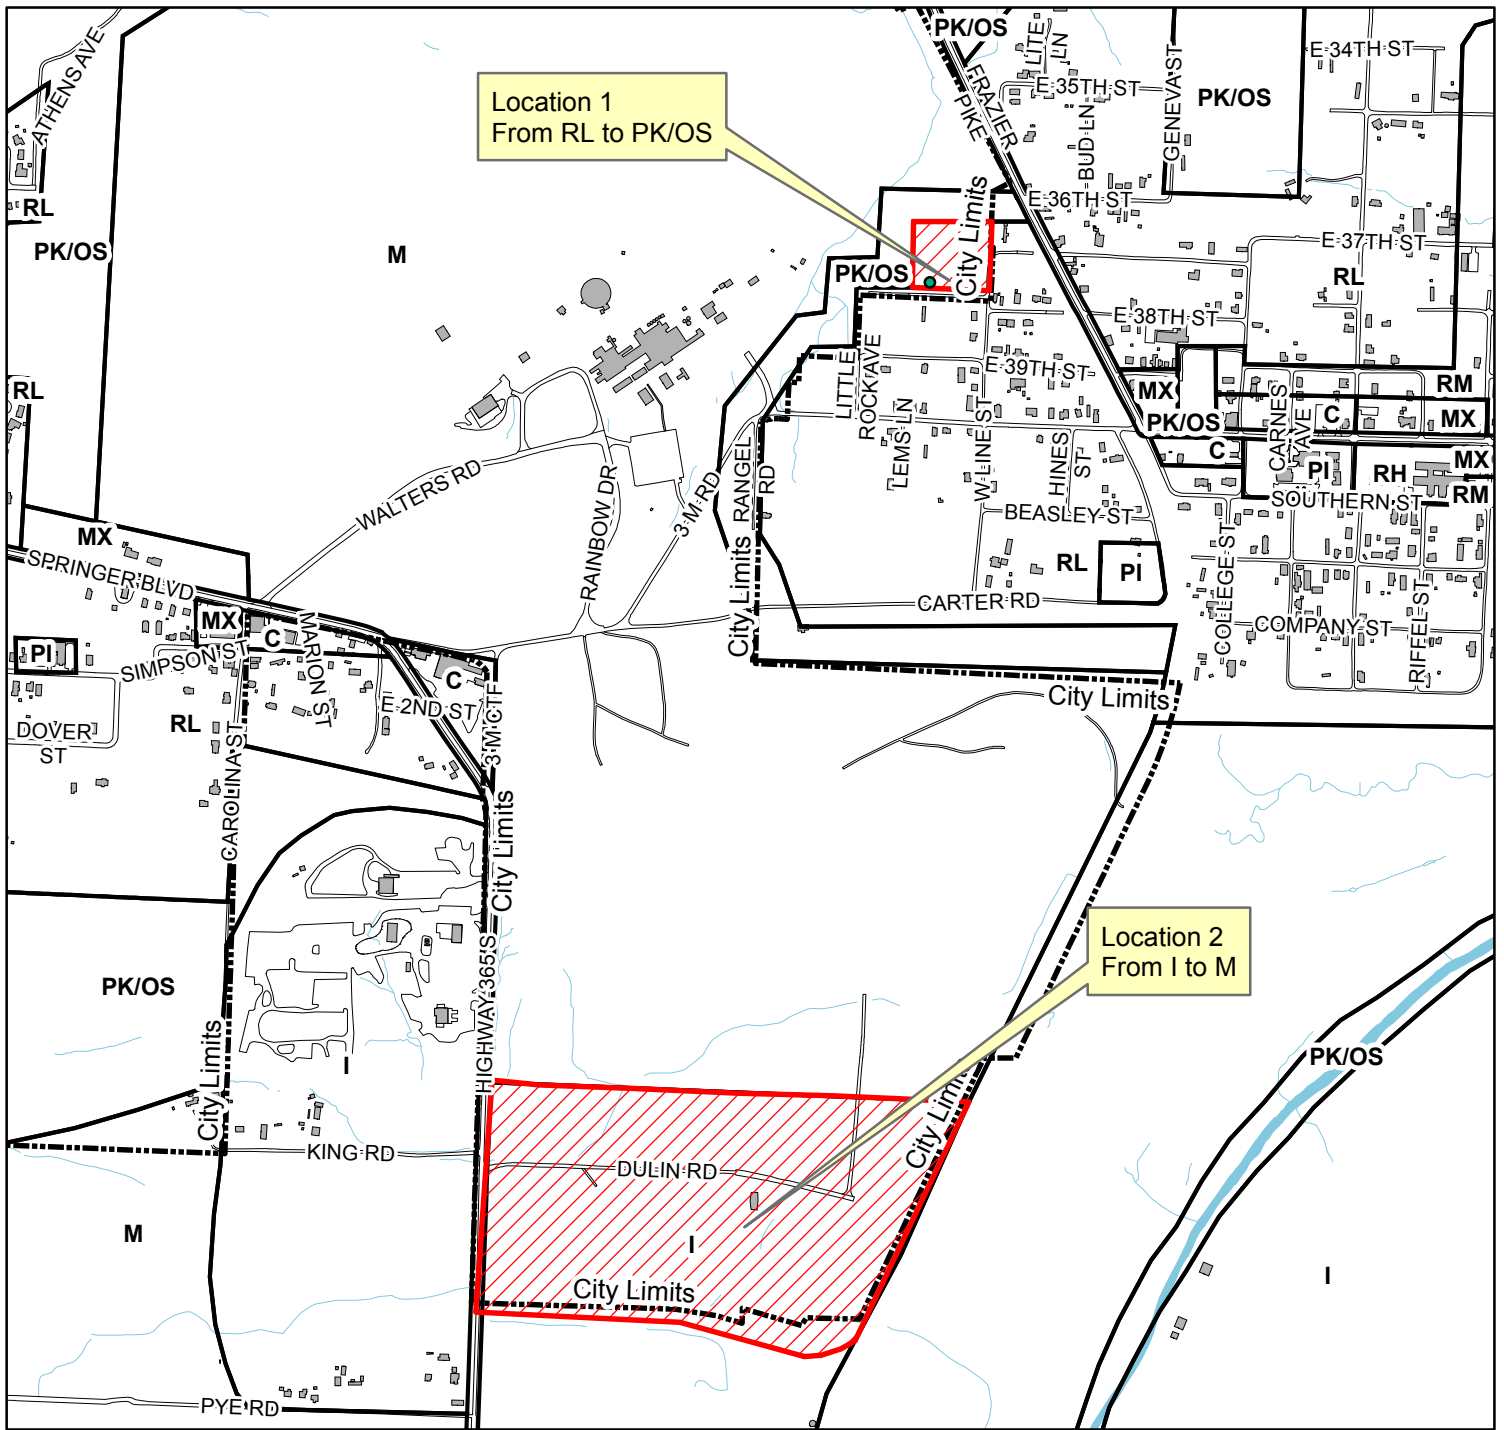 PK/OS
LITE
LN
E 34TH ST
ATHENS AVE
FRAZIER
PIKE
E 35TH ST
GENEVA ST
PK/OS
Location 1
From RL to PK/OS
BUD LN
RL
E 36TH ST
City Limits
PK/OS
M
E 37TH ST
PK/OS
RL
E 38TH ST
LITTLE
ROCK AVE
E 39TH ST
RL
MX
RM
PK/OS
C
MX
CARNES
AVE
C
LEMS LN
W LINE ST
HINES
ST
PI
RH
MX
RM
WALTERS RD
RAINBOW DR
3 M RD
RANGEL
RD
SOUTHERN ST
BEASLEY ST
MX
SPRINGER BLVD
City Limits
RL
PI
CARTER RD
COLLEGE ST
COMPANY ST
RIFFEL ST
MX
C
MARION ST
PI
SIMPSON ST
C
E 2ND ST
3 M CTF
City Limits
RL
DOVER
ST
CAROLINA ST
City Limits
PK/OS
HIGHWAY 365 S
Location 2
From I to M
City Limits
I
PK/OS
City Limit
KING RD
DULIN RD
M
I
I
City Limits
PYE RD